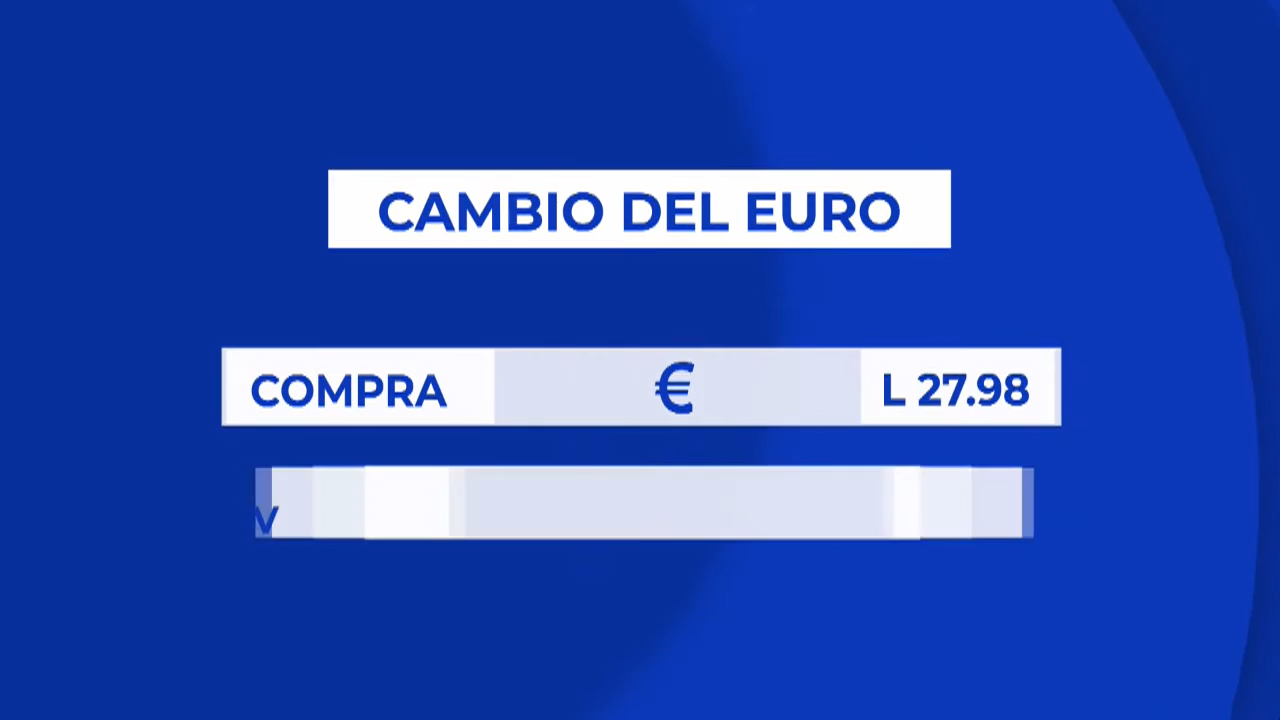 CAMBIO DEL EURO
COMPRA € L 27.98
V